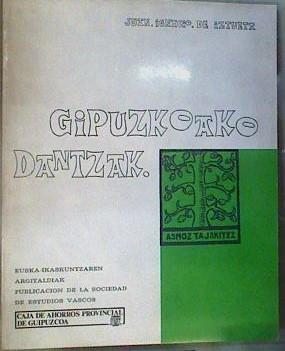 JUAN. IGNACIO. DE IZTUETA
GIPUZKOAKO
DANTZAK.
ASMOZ TA JAKITEZ
EUSKA-IKASKUNTZAREN
ARGITALDIAK
PUBLICACION DE LA SOCIEDAD
DE ESTUDIOS VASCOS
CAJA DE AHORROS PROVINCIAL
DE GUIPUZCOA